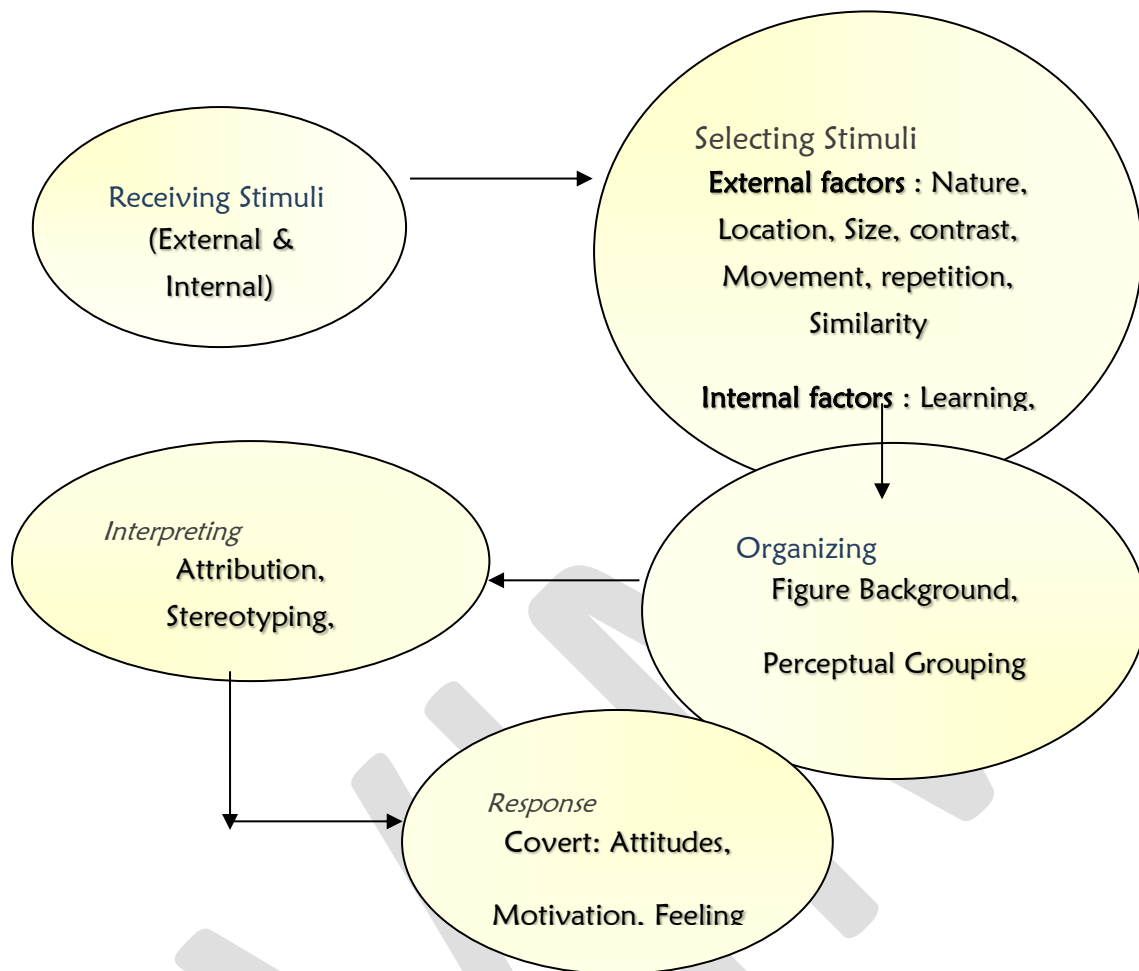 Receiving Stimuli
(External &
Internal)
Selecting Stimuli
External factors : Nature,
Location, Size, contrast,
Movement, repetition,
Similarity
Internal factors : Learning,
Organizing
Figure Background,
Perceptual Grouping
Interpreting
Attribution,
Stereotyping,
Response
Covert: Attitudes,
Motivation, Feeling